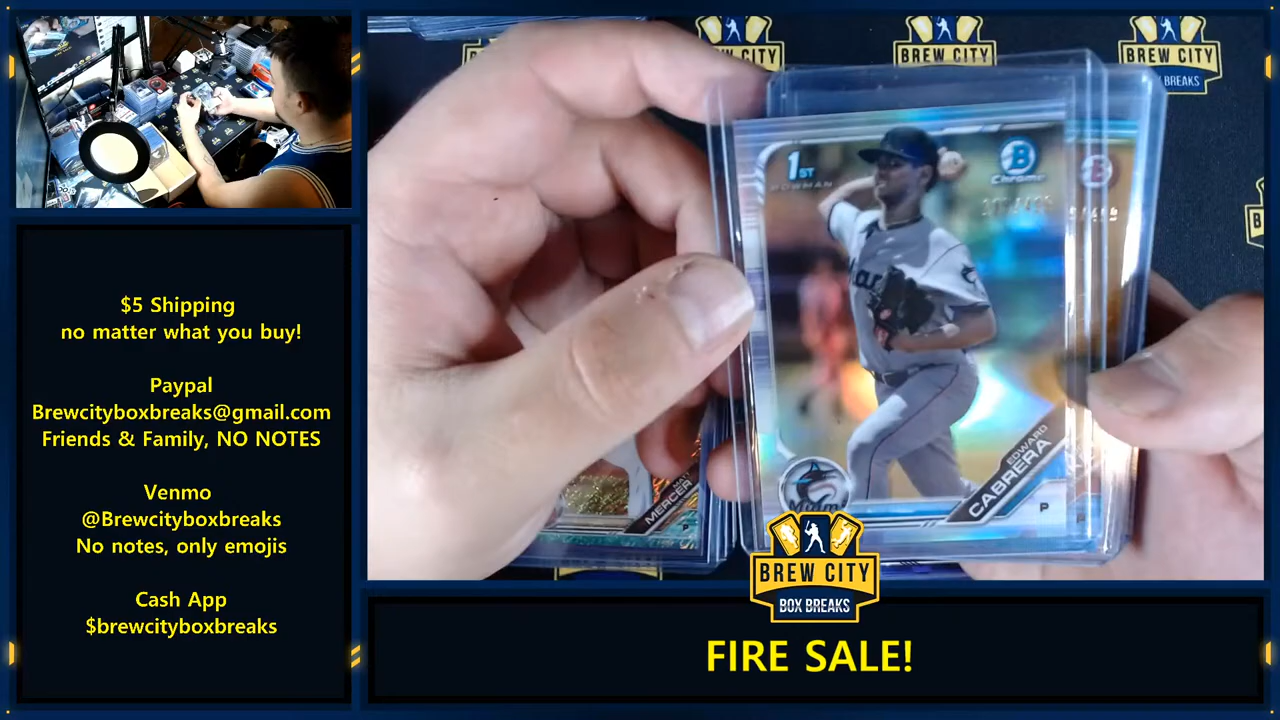 $5 Shipping
no matter what you buy!
Paypal
Brewcityboxbreaks@gmail.com
Friends & Family, NO NOTES
Venmo
@Brewcityboxbreaks
No notes, only emojis
Cash App
$brewcityboxbreaks
BREW CITY
BREW CITY
BREW CITY
BOX BREAKS
1ST
BOWMAN
B
Chrome
EDWARD
CABRERA
P
MERCER
P
BREW CITY
BOX BREAKS
FIRE SALE!